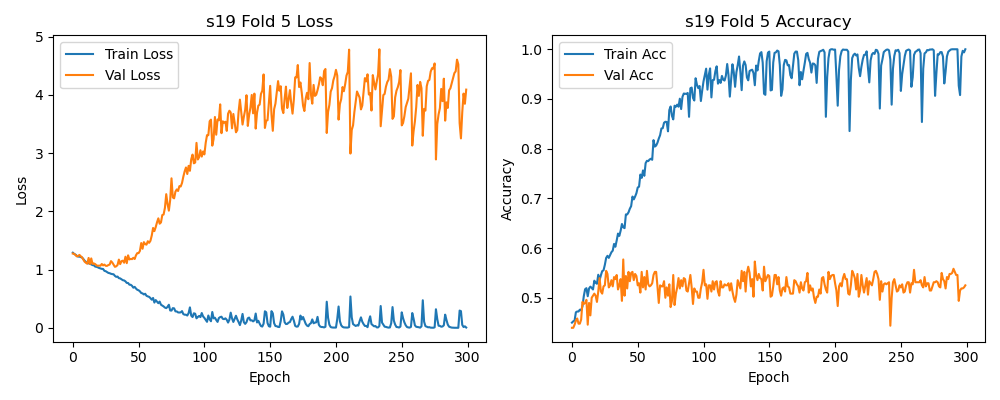 s19 Fold 5 Loss
Train Loss
Val Loss
Loss
5
4
3
2
1
0
0 50 100 150 200 250 300
Epoch
s19 Fold 5 Accuracy
Train Acc
Val Acc
Accuracy
1.0
0.9
0.8
0.7
0.6
0.5
0 50 100 150 200 250 300
Epoch